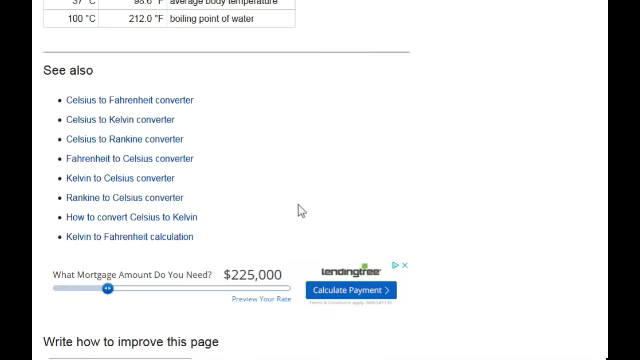 37 °C 98.6 °F average body temperature
100 °C 212.0 °F boiling point of water
See also
Celsius to Fahrenheit converter
Celsius to Kelvin converter
Celsius to Rankine converter
Fahrenheit to Celsius converter
Kelvin to Celsius converter
Rankine to Celsius converter
How to convert Celsius to Kelvin
Kelvin to Fahrenheit calculation
What Mortgage Amount Do You Need? $225,000
Preview Your Rate
lendingtree
Calculate Payment
Write how to improve this page